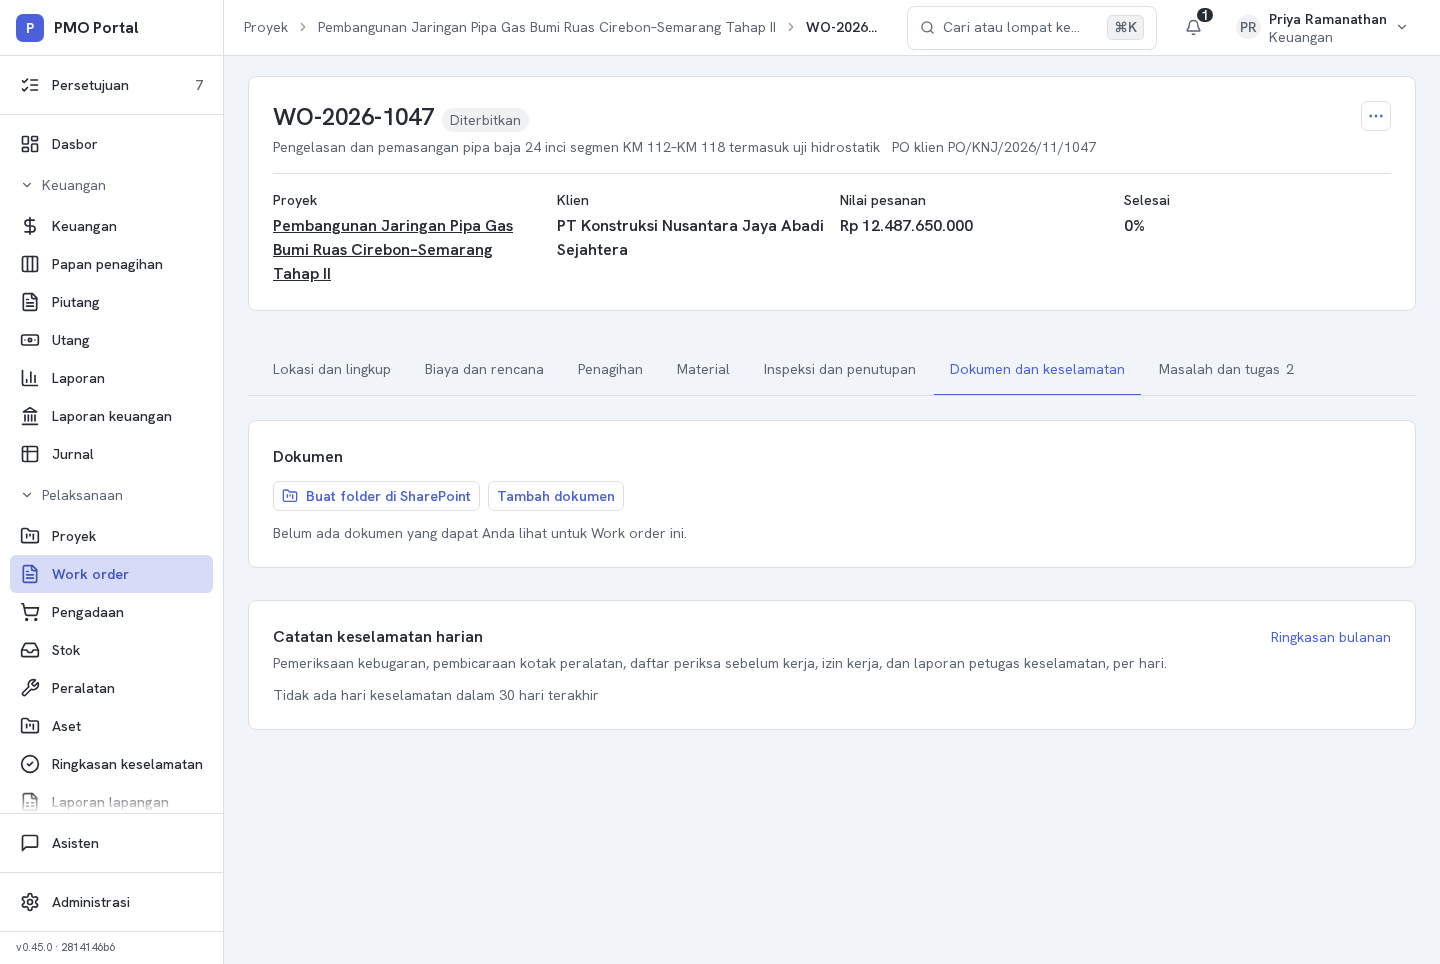 P PMO Portal
Proyek > Pembangunan Jaringan Pipa Gas Bumi Ruas Cirebon–Semarang Tahap II > WO-2026...
Cari atau lompat ke... ⌘K
1
PR
Priya Ramanathan
Keuangan
Persetujuan 7
Dasbor
Keuangan
Keuangan
Papan penagihan
Piutang
Utang
Laporan
Laporan keuangan
Jurnal
Pelaksanaan
Proyek
Work order
Pengadaan
Stok
Peralatan
Aset
Ringkasan keselamatan
Laporan lapangan
Asisten
Administrasi
v0.45.0 · 2814146b6
WO-2026-1047 Diterbitkan
Pengelasan dan pemasangan pipa baja 24 inci segmen KM 112–KM 118 termasuk uji hidrostatik PO klien PO/KNJ/2026/11/1047
Proyek
Pembangunan Jaringan Pipa Gas
Bumi Ruas Cirebon–Semarang
Tahap II
Klien
PT Konstruksi Nusantara Jaya Abadi
Sejahtera
Nilai pesanan
Rp 12.487.650.000
Selesai
0%
Lokasi dan lingkup Biaya dan rencana Penagihan Material Inspeksi dan penutupan Dokumen dan keselamatan Masalah dan tugas 2
Dokumen
Buat folder di SharePoint Tambah dokumen
Belum ada dokumen yang dapat Anda lihat untuk Work order ini.
Catatan keselamatan harian Ringkasan bulanan
Pemeriksaan kebugaran, pembicaraan kotak peralatan, daftar periksa sebelum kerja, izin kerja, dan laporan petugas keselamatan, per hari.
Tidak ada hari keselamatan dalam 30 hari terakhir